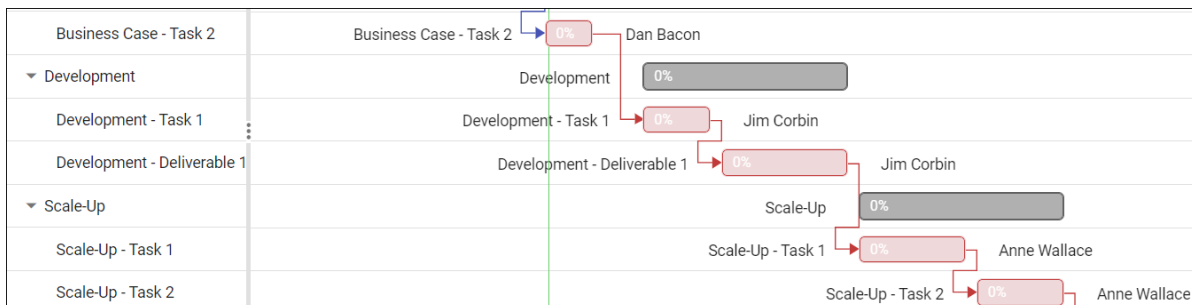 Business Case - Task 2 Business Case - Task 2 0% Dan Bacon
Development Development 0%
Development - Task 1 Development - Task 1 0% Jim Corbin
Development - Deliverable 1 Development - Deliverable 1 0% Jim Corbin
Scale-Up Scale-Up 0%
Scale-Up - Task 1 Scale-Up - Task 1 0% Anne Wallace
Scale-Up - Task 2 Scale-Up - Task 2 0% Anne Wallace